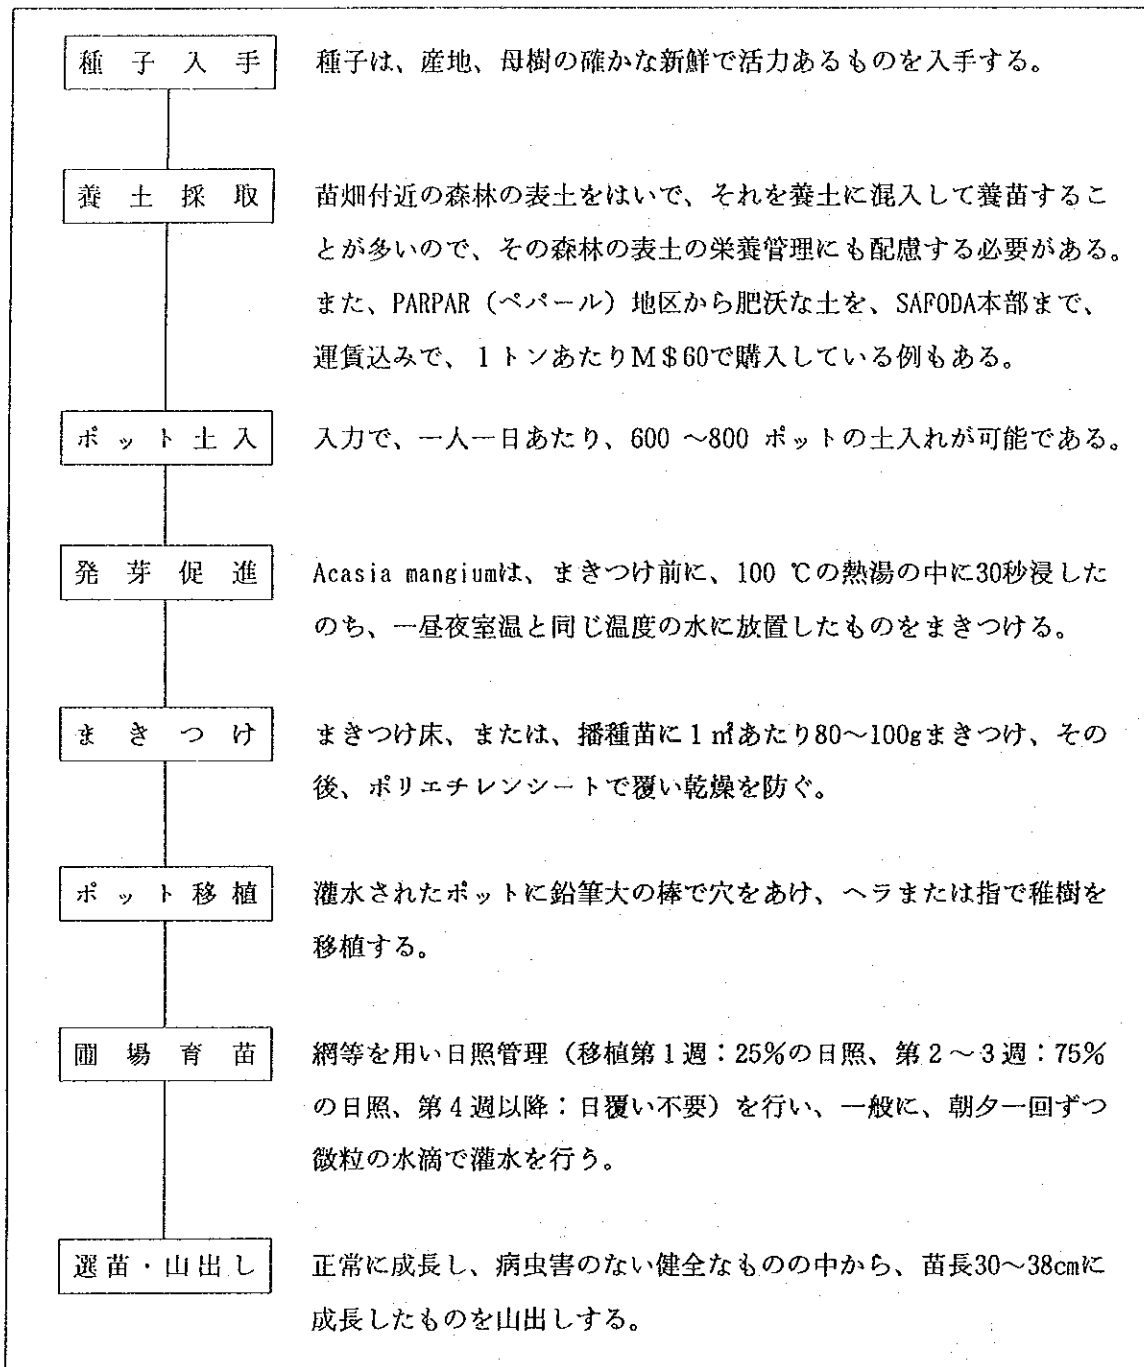 種子入手
種子は、産地、母樹の確かな新鮮で活力あるものを入手する。
養土採取
苗畑付近の森林の表土をはいで、それを養土に混入して養苗するこ
とが多いので、その森林の表土の栄養管理にも配慮する必要がある。
また、PARPAR(ペパール)地区から肥沃な土を、SAFODA本部まで、
運賃込みで、1トンあたりM$60で購入している例もある。
ポット土入
入力で、一人一日あたり、600 ～800 ポットの土入れが可能である。
発芽促進
Acasia mangiumは、まきつけ前に、100 ℃の熱湯の中に30秒浸した
のち、一昼夜室温と同じ温度の水に放置したものをまきつける。
まきつけ
まきつけ床、または、播種苗に1㎡あたり80～100gまきつけ、その
後、ポリエチレンシートで覆い乾燥を防ぐ。
ポット移植
灌水されたポットに鉛筆大の棒で穴をあけ、ヘラまたは指で稚樹を
移植する。
圃場育苗
網等を用い日照管理(移植第1週：25%の日照、第2～3週：75%
の日照、第4週以降：日覆い不要)を行い、一般に、朝夕一回ずつ
微粒の水滴で灌水を行う。
選苗・山出し
正常に成長し、病虫害のない健全なものの中から、苗長30～38cmに
成長したものを山出しする。